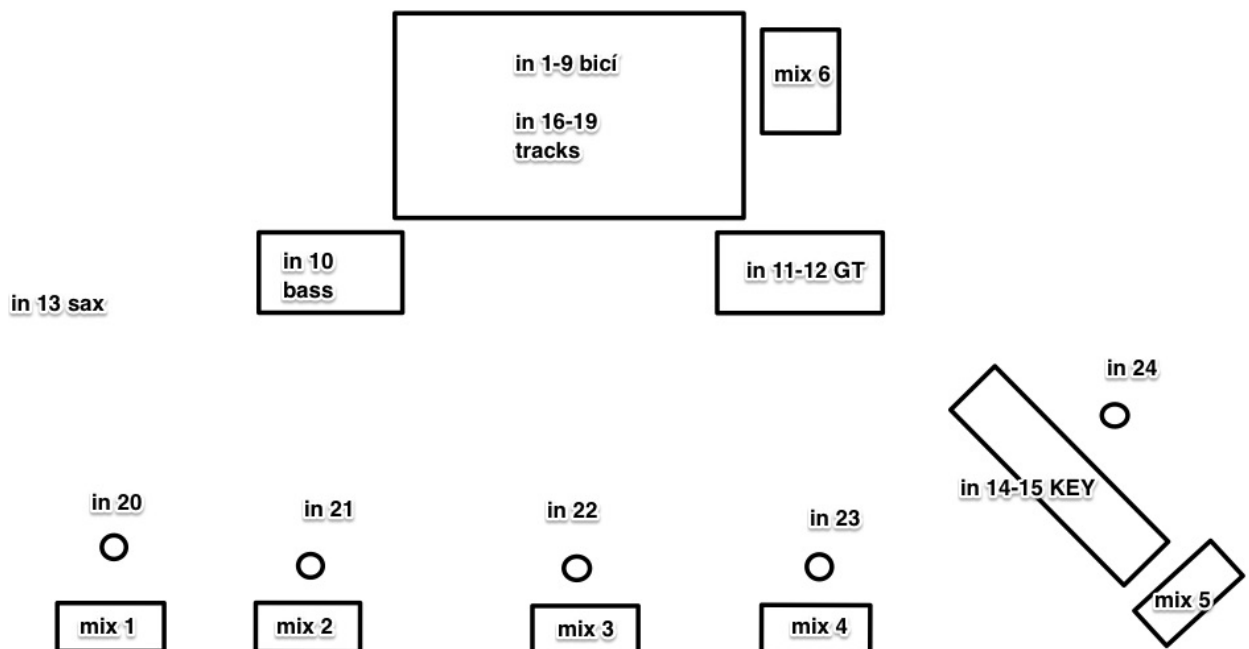 in 1-9 bicí
mix 6
in 16-19
tracks
in 10
bass
in 11-12 GT
in 13 sax
in 24
in 14-15 KEY
in 20
in 21
in 22
in 23
mix 5
mix 1
mix 2
mix 3
mix 4